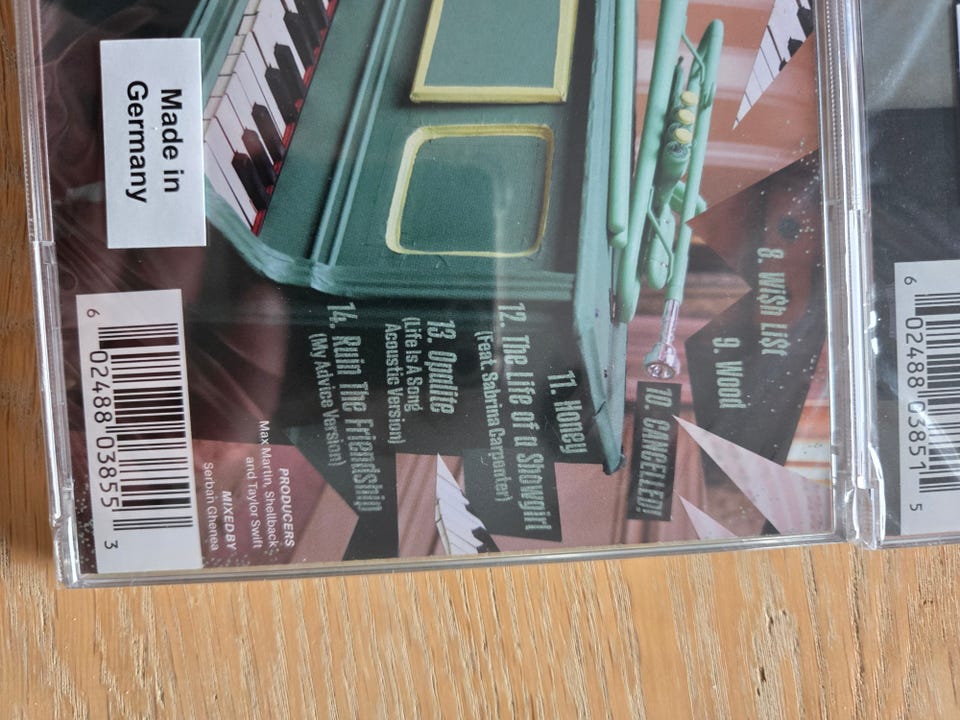 8. Wi$h Li$t
9. Wood
10. CANCELLED!
11. Honey
12. The Life of a Showgirl
(Feat. Sabrina Carpenter)
13. Opalite
(Life Is A Song
Acoustic Version)
14. Ruin The Friendship
(My Advice Version)
PRODUCERS
Max Martin, Shellback
and Taylor Swift
MIXED BY
Serban Ghenea
Made in
Germany
6 02488 03855 3
6 02488 03851 5